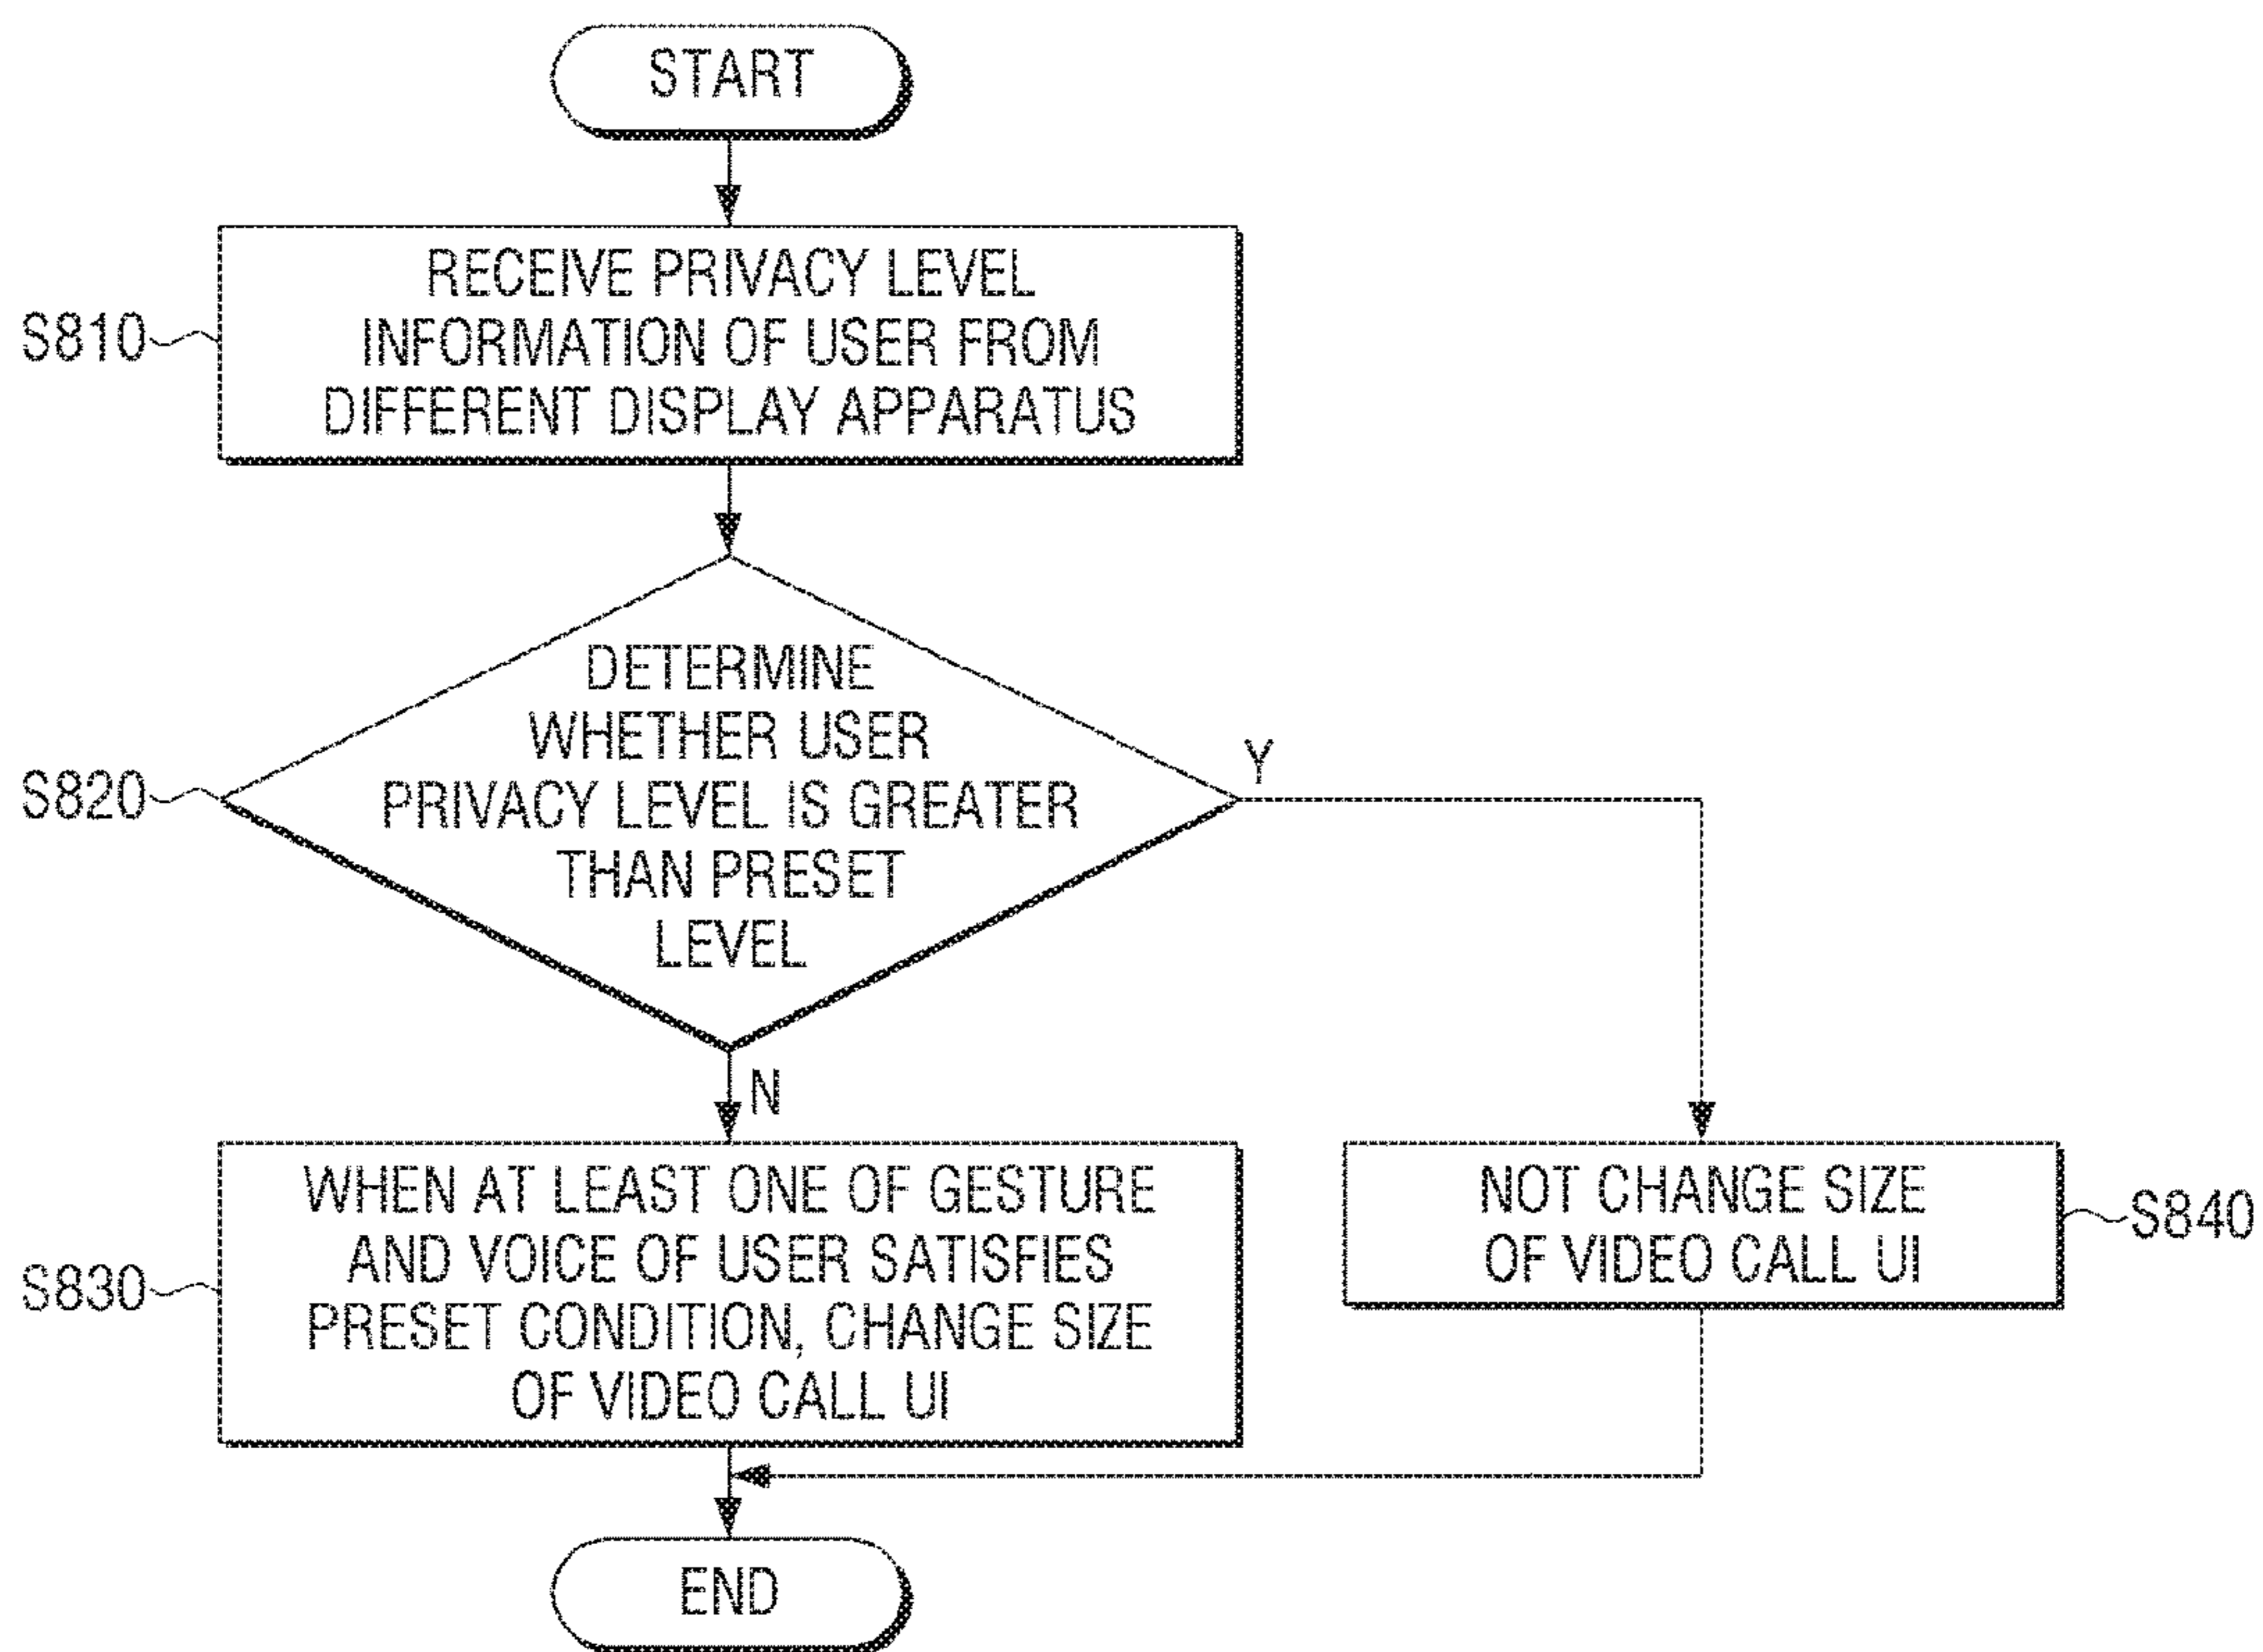 START
S810
RECEIVE PRIVACY LEVEL
INFORMATION OF USER FROM
DIFFERENT DISPLAY APPARATUS
S820
DETERMINE
WHETHER USER
PRIVACY LEVEL IS GREATER
THAN PRESET
LEVEL
Y
N
S830
WHEN AT LEAST ONE OF GESTURE
AND VOICE OF USER SATISFIES
PRESET CONDITION, CHANGE SIZE
OF VIDEO CALL UI
NOT CHANGE SIZE
OF VIDEO CALL UI
S840
END